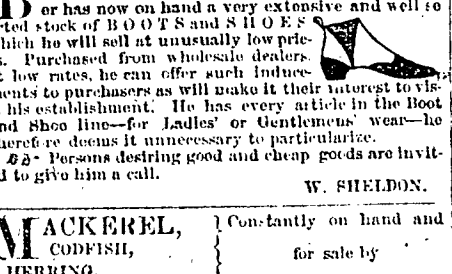 er has now on hand a very extensive and well so
rted stock of BOOTS and SHOES
which he will sell at unusually low pric-
s. Purchased from wholesale dealers.
t low rates, he can offer such induce-
ments to purchasers as will make it their interest to vis-
his establishment. He has every article in the Boot
nd Shoe line—for Ladies' or Gentlemens' wear—he
herefore deems it unnecessary to particularize.
Persons desiring good and cheap goods are invit-
d to give him a call.
W. SHELDON.
MACKEREL,
CODFISH,
HERRING,
Constantly on hand and
for sale by